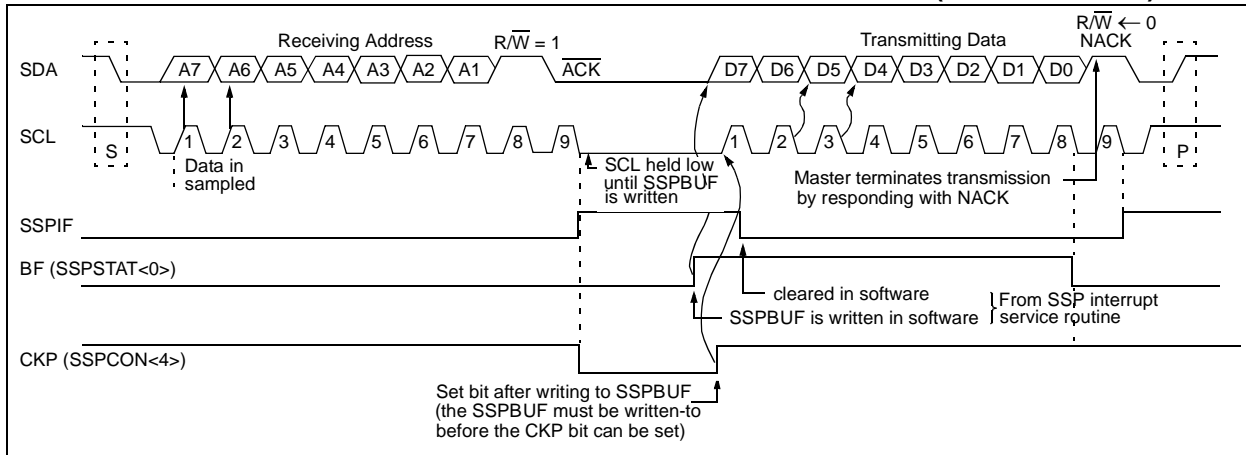 R/W ← 0
Receiving Address R/W = 1 Transmitting Data NACK
SDA A7 A6 A5 A4 A3 A2 A1 ACK D7 D6 D5 D4 D3 D2 D1 D0
SCL S 1 2 3 4 5 6 7 8 9 1 2 3 4 5 6 7 8 9 P
Data in
sampled
SCL held low
until SSPBUF
is written
Master terminates transmission
by responding with NACK
SSPIF
BF (SSPSTAT<0>)
cleared in software
SSPBUF is written in software
From SSP interrupt
service routine
CKP (SSPCON<4>)
Set bit after writing to SSPBUF
(the SSPBUF must be written-to
before the CKP bit can be set)